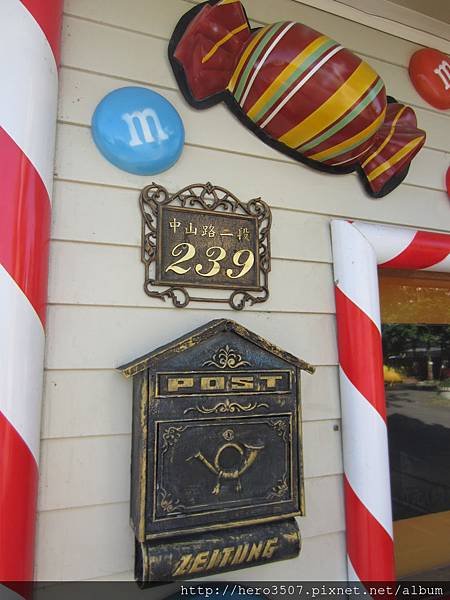 m
m
中山路二段
239
POST
ZEITUNG
http://hero3507.pixnet.net/album